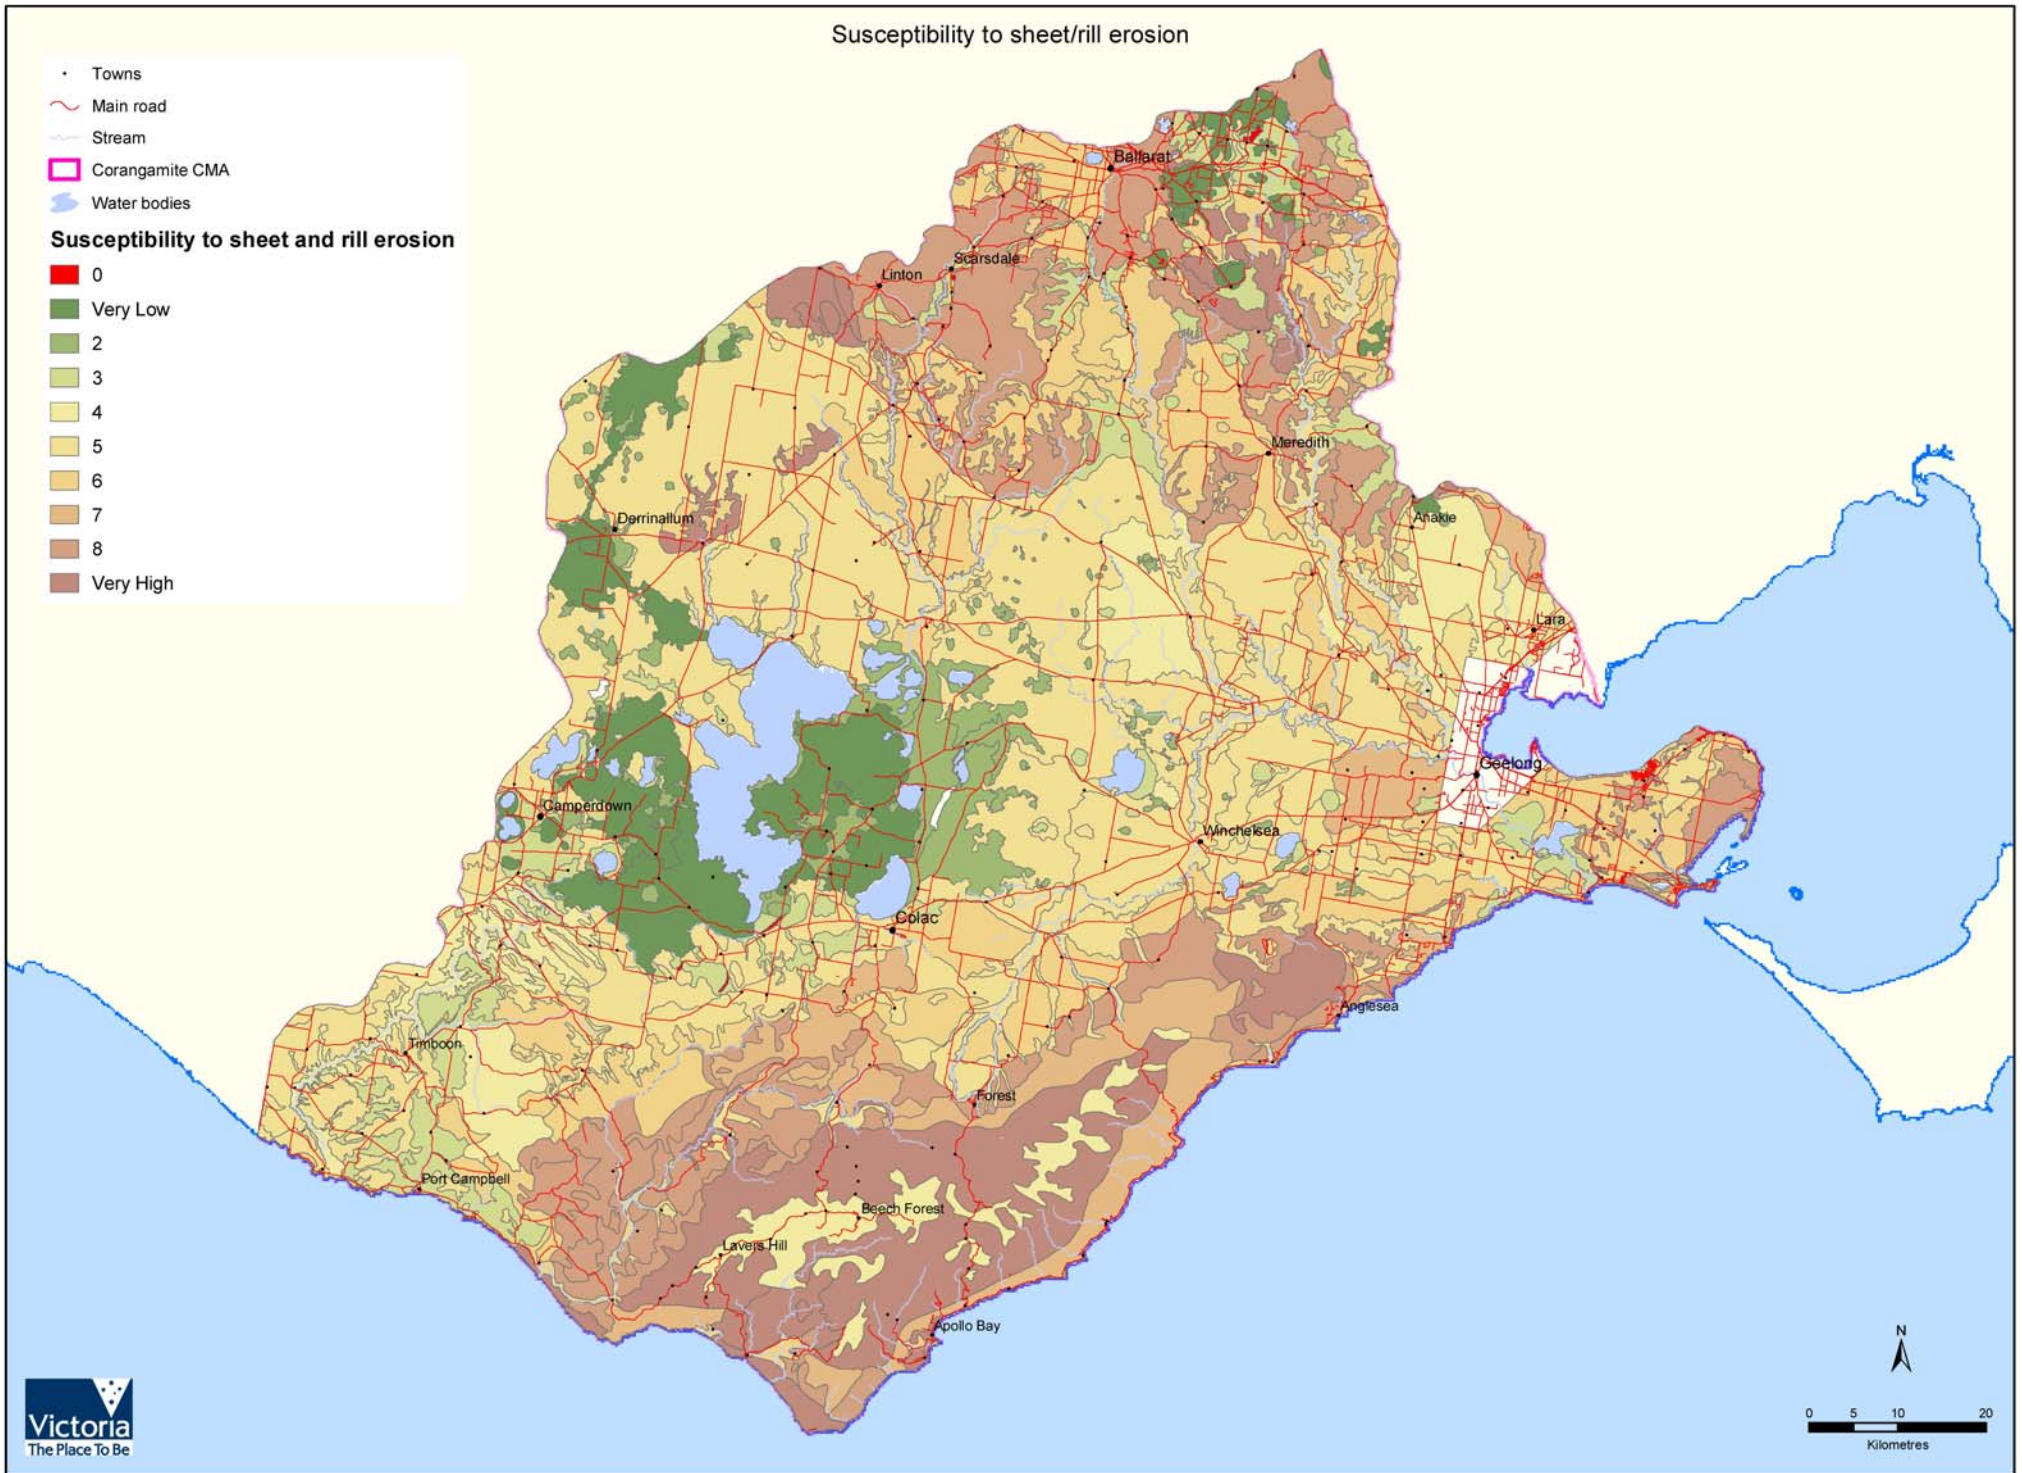 Susceptibility to sheet/rill erosion
Towns
Main road
Stream
Corangamite CMA
Water bodies
Susceptibility to sheet and rill erosion
0
Very Low
2
3
4
5
6
7
8
Very High
Ballarat
Scarsdale
Linton
Meredith
Derrinallum
Anakie
Lara
Geelong
Camperdown
Winchelsea
Colac
Anglesea
Timboon
Forest
Port Campbell
Beech Forest
Lavers Hill
Apollo Bay
N
0 5 10 20
Kilometres
Victoria
The Place To Be